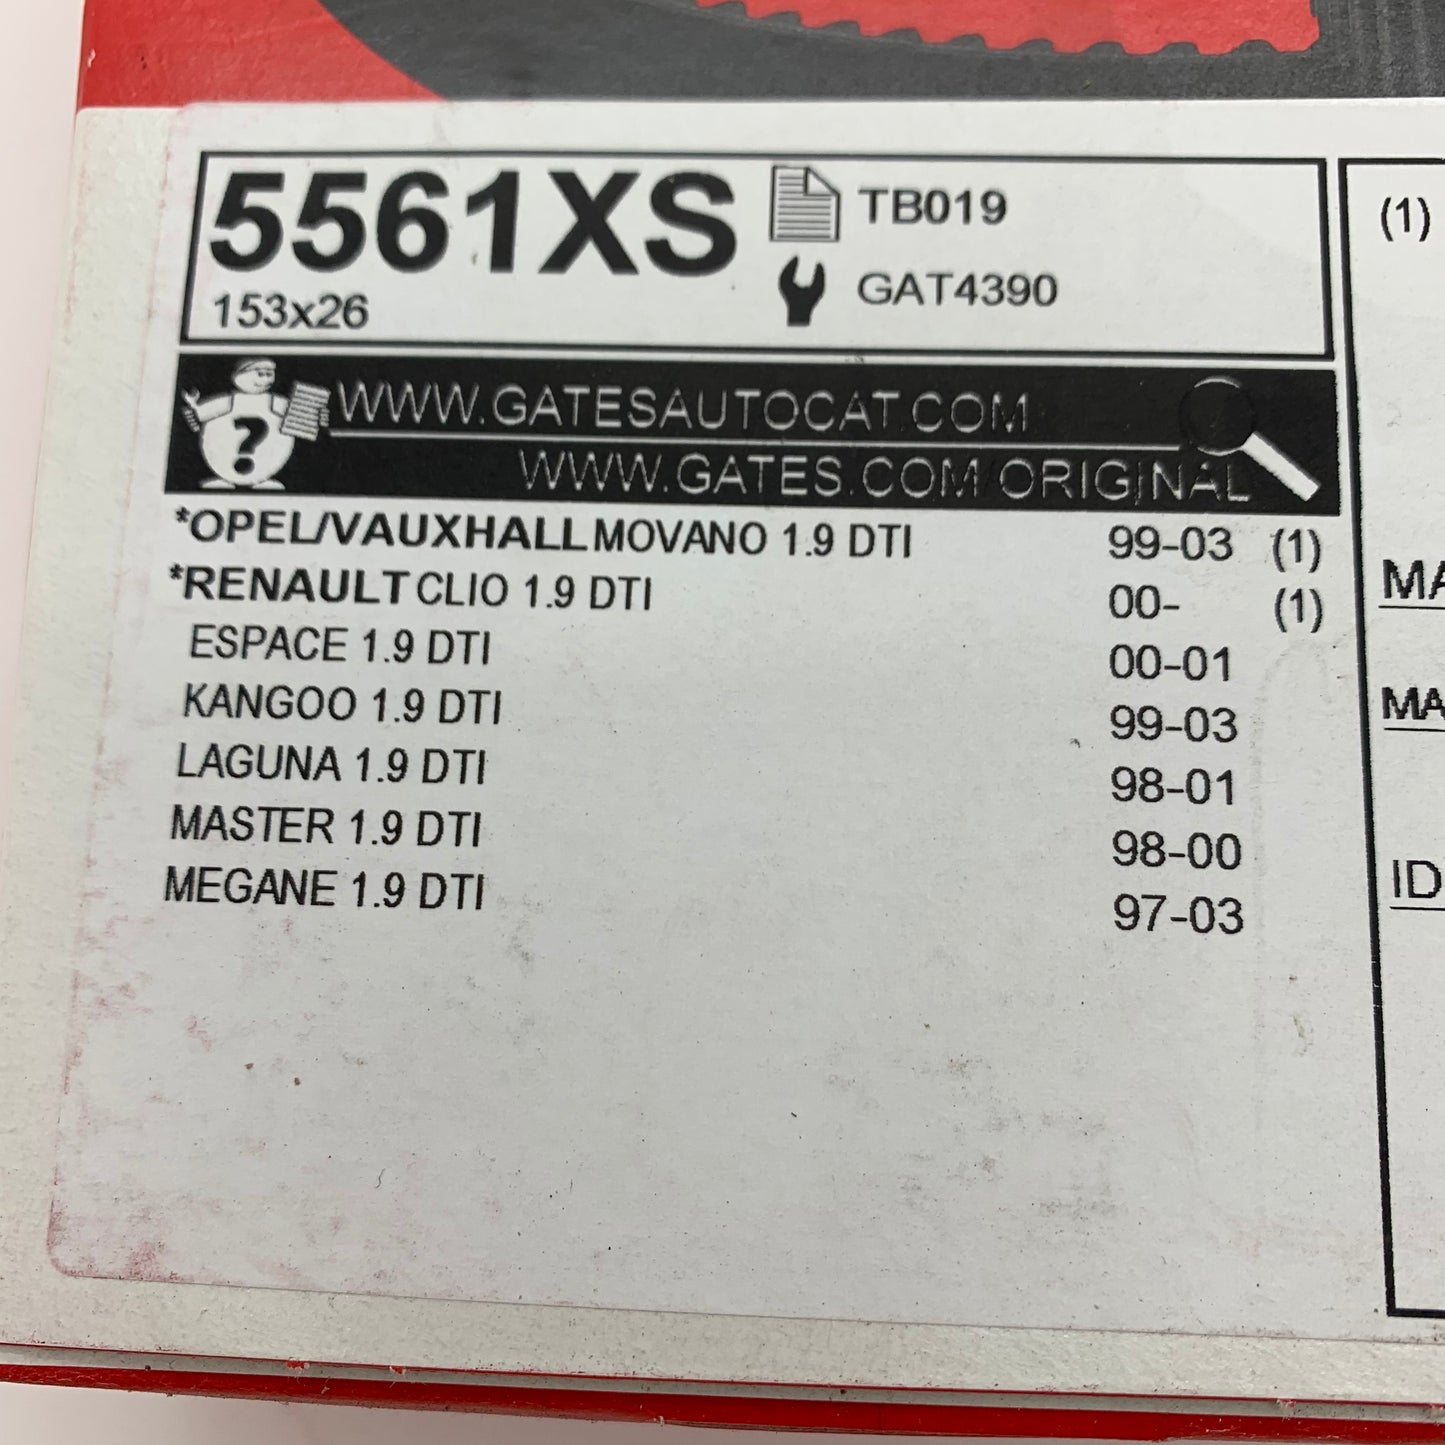 5561XS
153x26
TB019
GAT4390
?
WWW.GATESAUTOCAT.COM
WWW.GATES.COM/ORIGINAL
*OPEL/VAUXHALL MOVANO 1.9 DTI 99-03 (1)
*RENAULT CLIO 1.9 DTI 00- (1)
ESPACE 1.9 DTI 00-01
KANGOO 1.9 DTI 99-03
LAGUNA 1.9 DTI 98-01
MASTER 1.9 DTI 98-00
MEGANE 1.9 DTI 97-03
(1)